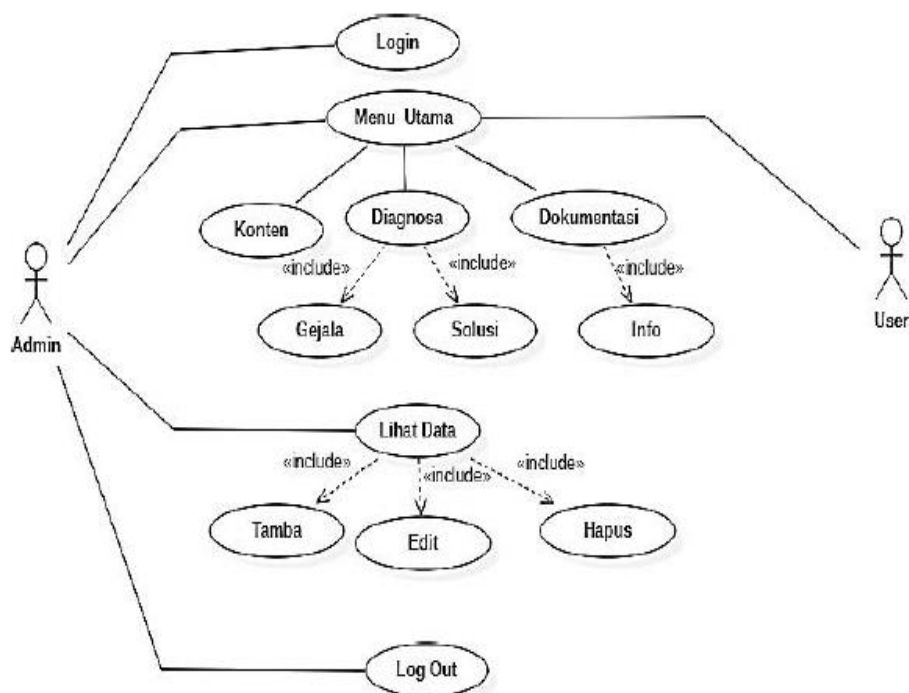 Login
Menu Utama
Konten
Diagnosa
Dokumentasi
«include»
«include»
«include»
Gejala
Solusi
Info
Admin
User
Lihat Data
«include»
«include»
«include»
Tamba
Edit
Hapus
Log Out